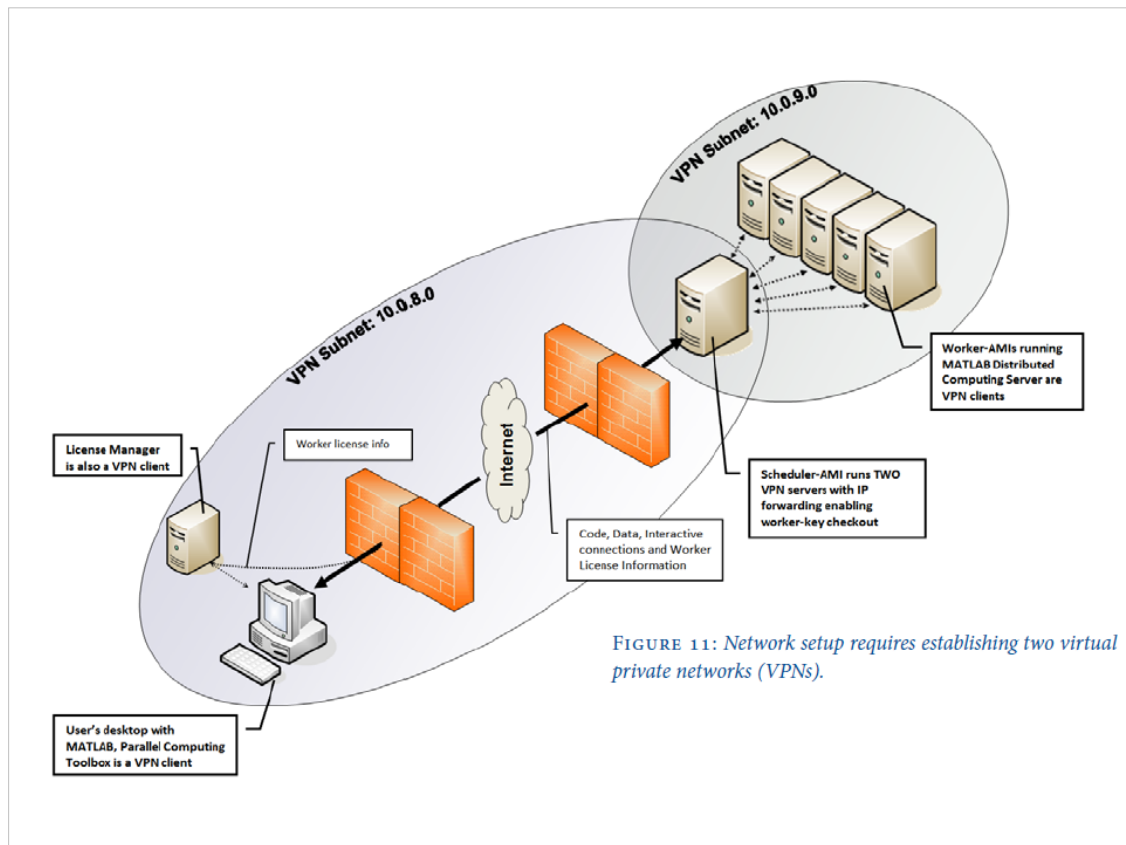 VPN Subnet: 10.0.9.0
VPN Subnet: 10.0.8.0
Worker-AMIs running
MATLAB Distributed
Computing Server are
VPN clients
License Manager
is also a VPN client
Worker license info
Internet
Scheduler-AMI runs TWO
VPN servers with IP
forwarding enabling
worker-key checkout
Code, Data, Interactive
connections and Worker
License Information
FIGURE 11: Network setup requires establishing two virtual
private networks (VPNs).
User's desktop with
MATLAB, Parallel Computing
Toolbox is a VPN client